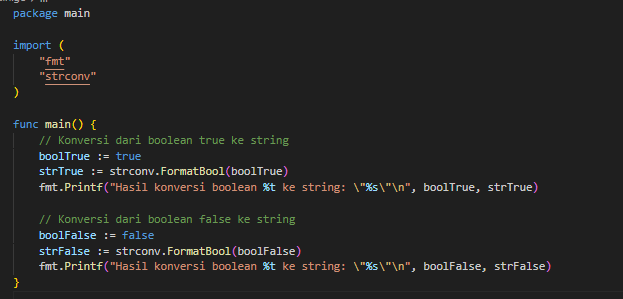 package main
import (
"fmt"
"strconv"
)
func main() {
// Konversi dari boolean true ke string
boolTrue := true
strTrue := strconv.FormatBool(boolTrue)
fmt.Printf("Hasil konversi boolean %t ke string: \"%s\"\n", boolTrue, strTrue)
// Konversi dari boolean false ke string
boolFalse := false
strFalse := strconv.FormatBool(boolFalse)
fmt.Printf("Hasil konversi boolean %t ke string: \"%s\"\n", boolFalse, strFalse)
}